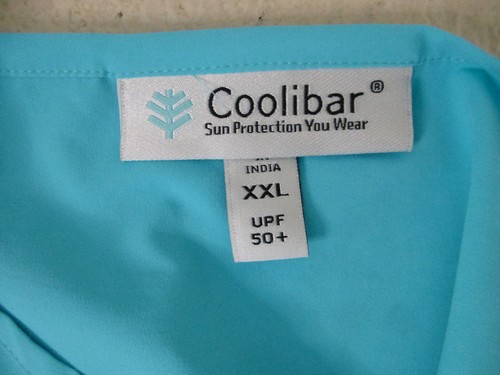 Coolibar®
Sun Protection You Wear
INDIA
XXL
UPF
50+